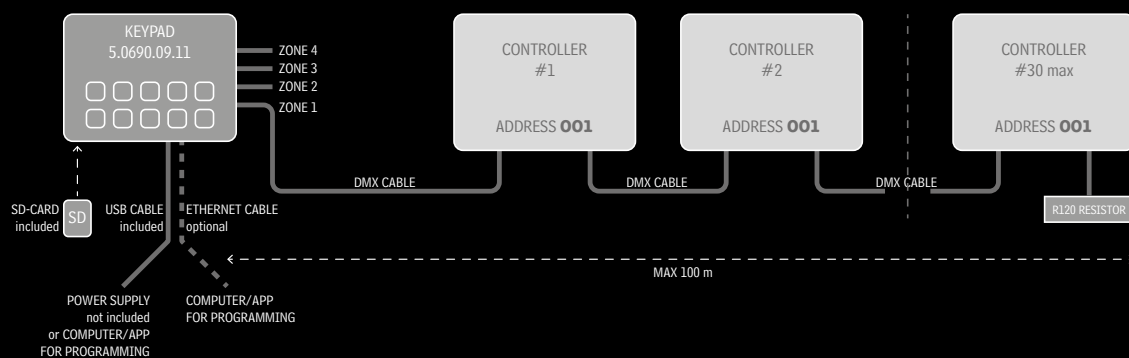 KEYPAD
5.0690.09.11
ZONE 4
ZONE 3
ZONE 2
ZONE 1
CONTROLLER
#1
ADDRESS 001
CONTROLLER
#2
ADDRESS 001
CONTROLLER
#30 max
ADDRESS 001
DMX CABLE
DMX CABLE
DMX CABLE
R120 RESISTOR
SD-CARD
included
SD
USB CABLE
included
ETHERNET CABLE
optional
MAX 100 m
POWER SUPPLY
not included
or COMPUTER/APP
FOR PROGRAMMING
COMPUTER/APP
FOR PROGRAMMING